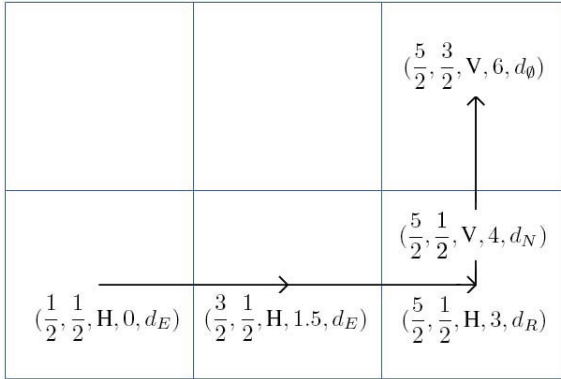 (5/2, 3/2, V, 6, d_∅)
(5/2, 1/2, V, 4, d_N)
(1/2, 1/2, H, 0, d_E) (3/2, 1/2, H, 1.5, d_E) (5/2, 1/2, H, 3, d_R)